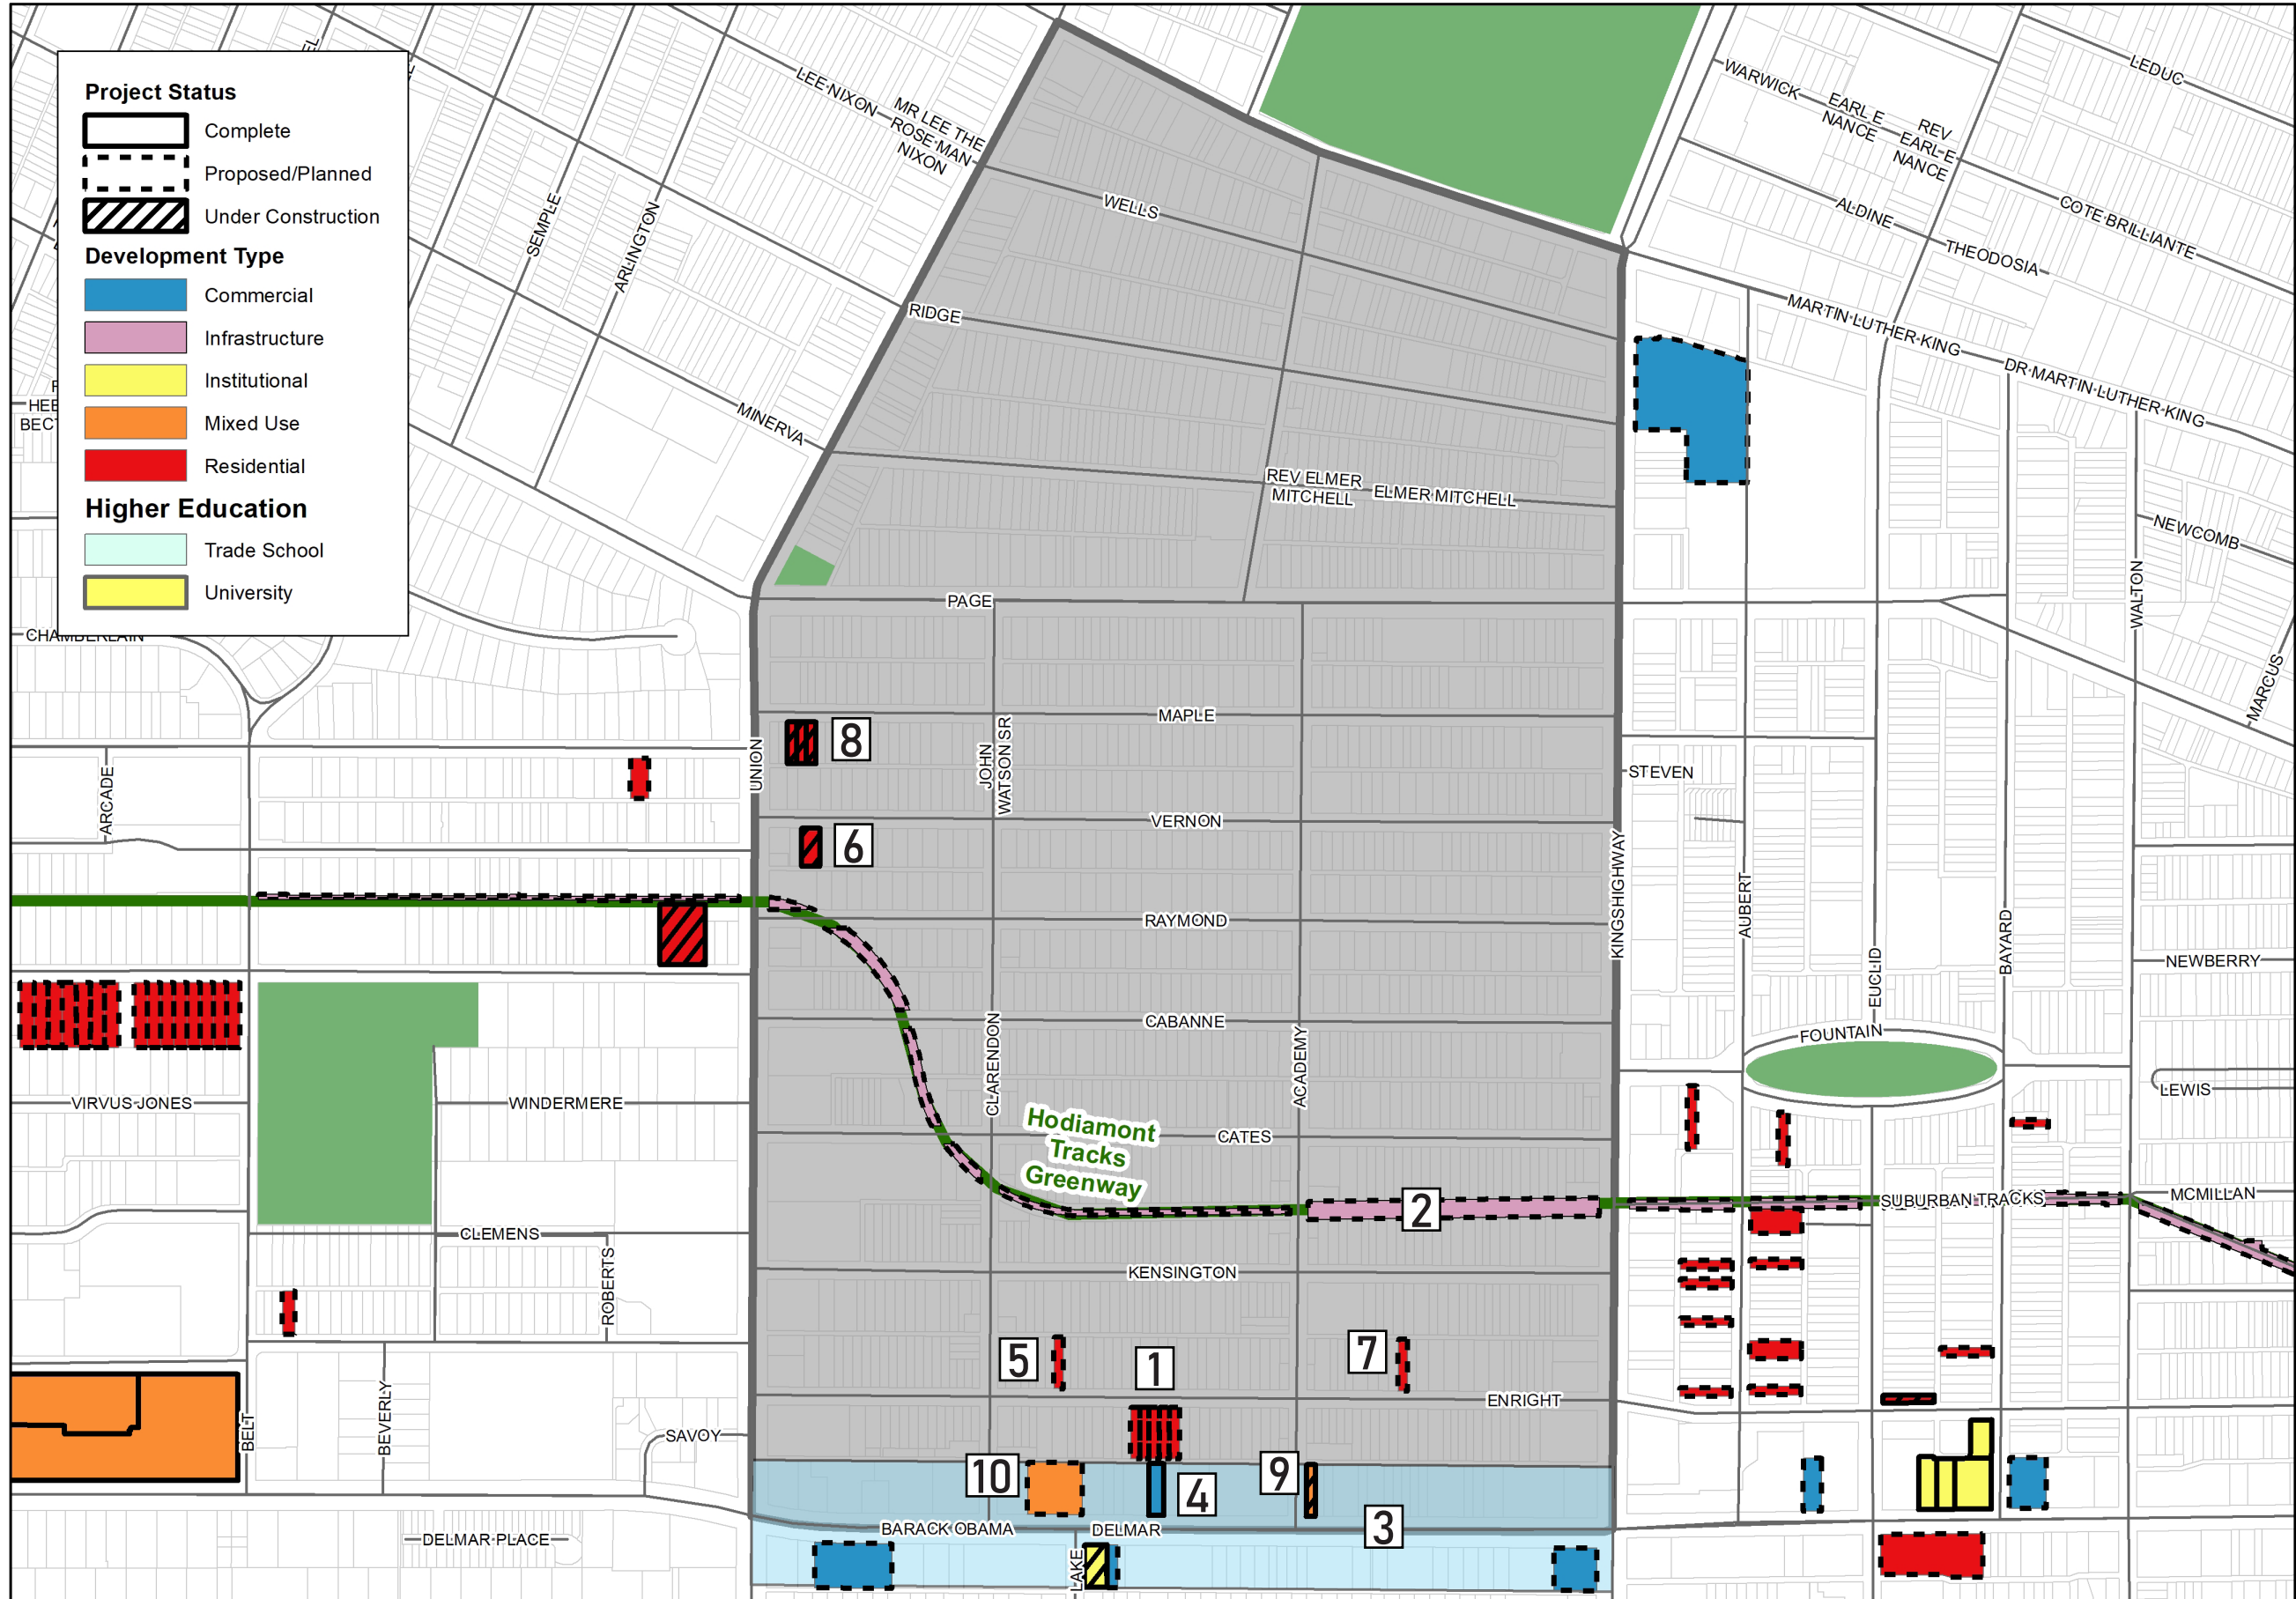 Project Status
Complete
Proposed/Planned
Under Construction
Development Type
Commercial
Infrastructure
Institutional
Mixed Use
Residential
Higher Education
Trade School
University
LEE NIXON
MR LEE THE
ROSE MAN
NIXON
SEMPLE
ARLINGTON
MINERVA
WELLS
RIDGE
REV ELMER
MITCHELL
ELMER MITCHELL
WARWICK
EARL E
NANCE
REV
EARL E
NANCE
LEDUC
ALDINE
COTE BRILLIANTE
THEODOSIA
MARTIN LUTHER KING
DR MARTIN LUTHER KING
NEWCOMB
WALTON
MARCUS
CHAMBERLAIN
PAGE
MAPLE
8
UNION
JOHN
WATSON SR
STEVEN
ARCADE
VERNON
6
KINGSHIGHWAY
AUBERT
RAYMOND
EUCLID
BAYARD
NEWBERRY
CABANNE
FOUNTAIN
CLARENDON
ACADEMY
LEWIS
VIRVUS JONES
WINDERMERE
Hodiamont
Tracks
Greenway
CATES
2
SUBURBAN TRACKS
MCMILLAN
CLEMENS
ROBERTS
KENSINGTON
5
1
7
BELT
BEVERLY
SAVOY
ENRIGHT
10
4
9
3
BARACK OBAMA
DELMAR
DELMAR PLACE
LAKE